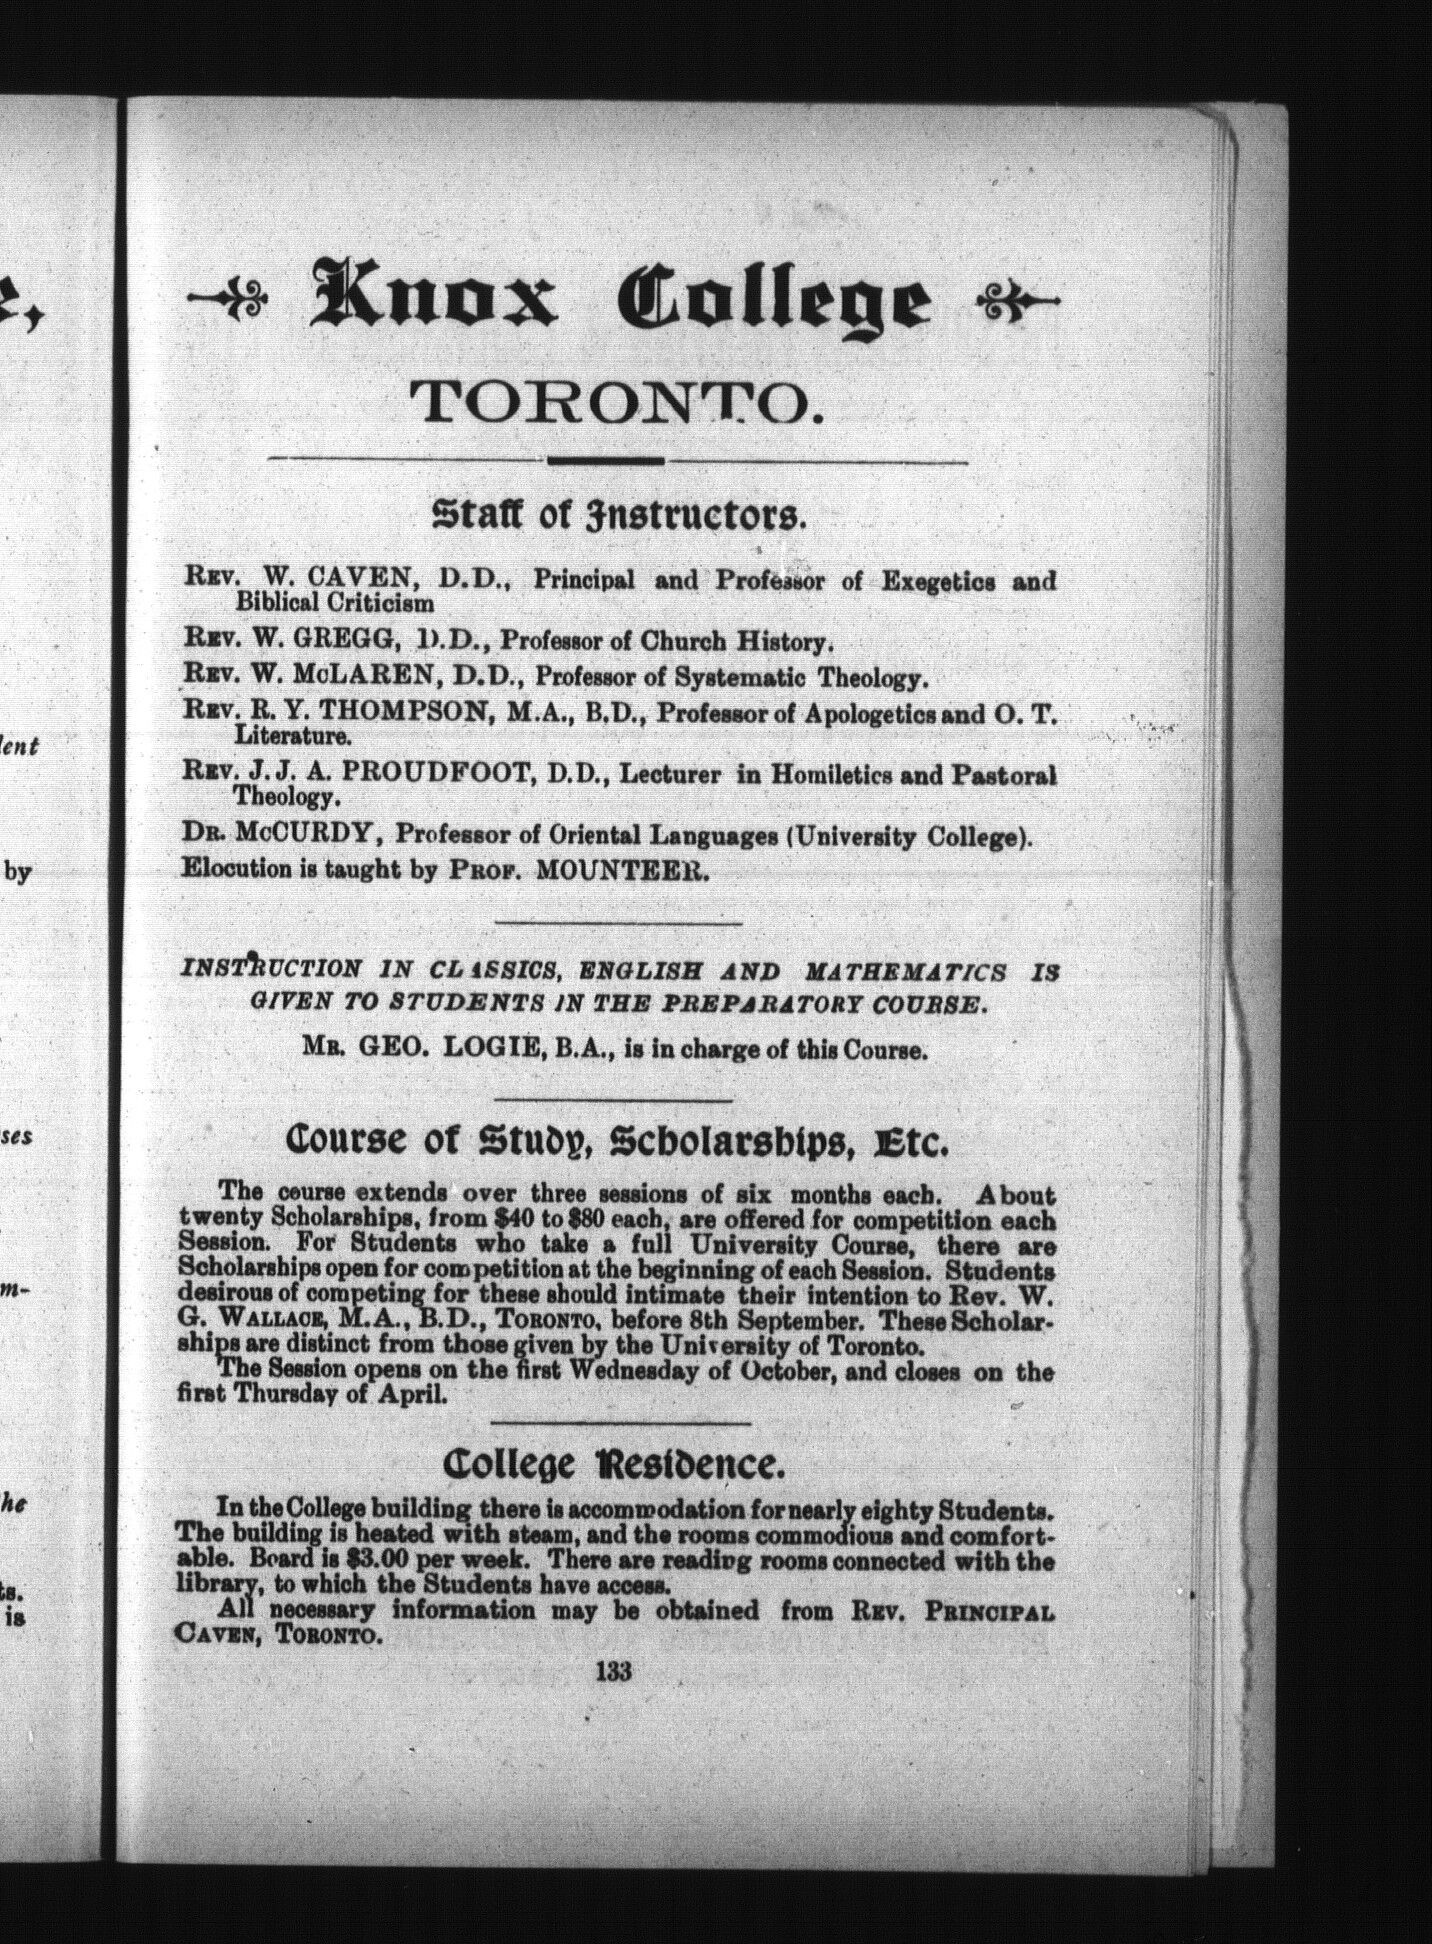 Knox College
TORONTO.
Staff of Instructors.
REV. W. CAVEN, D.D., Principal and Professor of Exegetics and
Biblical Criticism
REV. W. GREGG, D.D., Professor of Church History.
REV. W. McLAREN, D.D., Professor of Systematic Theology.
REV. R. Y. THOMPSON, M.A., B.D., Professor of Apologetics and O. T.
Literature.
REV. J. J. A. PROUDFOOT, D.D., Lecturer in Homiletics and Pastoral
Theology.
DR. McCURDY, Professor of Oriental Languages (University College).
Elocution is taught by PROF. MOUNTEER.
INSTRUCTION IN CLASSICS, ENGLISH AND MATHEMATICS IS
GIVEN TO STUDENTS IN THE PREPARATORY COURSE.
MR. GEO. LOGIE, B.A., is in charge of this Course.
Course of Study, Scholarships, Etc.
The course extends over three sessions of six months each. About
twenty Scholarships, from $40 to $80 each, are offered for competition each
Session. For Students who take a full University Course, there are
Scholarships open for competition at the beginning of each Session. Students
desirous of competing for these should intimate their intention to Rev. W.
G. WALLACE, M.A., B.D., TORONTO, before 8th September. These Scholar-
ships are distinct from those given by the University of Toronto.
The Session opens on the first Wednesday of October, and closes on the
first Thursday of April.
College Residence.
In the College building there is accommodation for nearly eighty Students.
The building is heated with steam, and the rooms commodious and comfort-
able. Board is $3.00 per week. There are reading rooms connected with the
library, to which the Students have access.
All necessary information may be obtained from REV. PRINCIPAL
CAVEN, TORONTO.
133
by
is